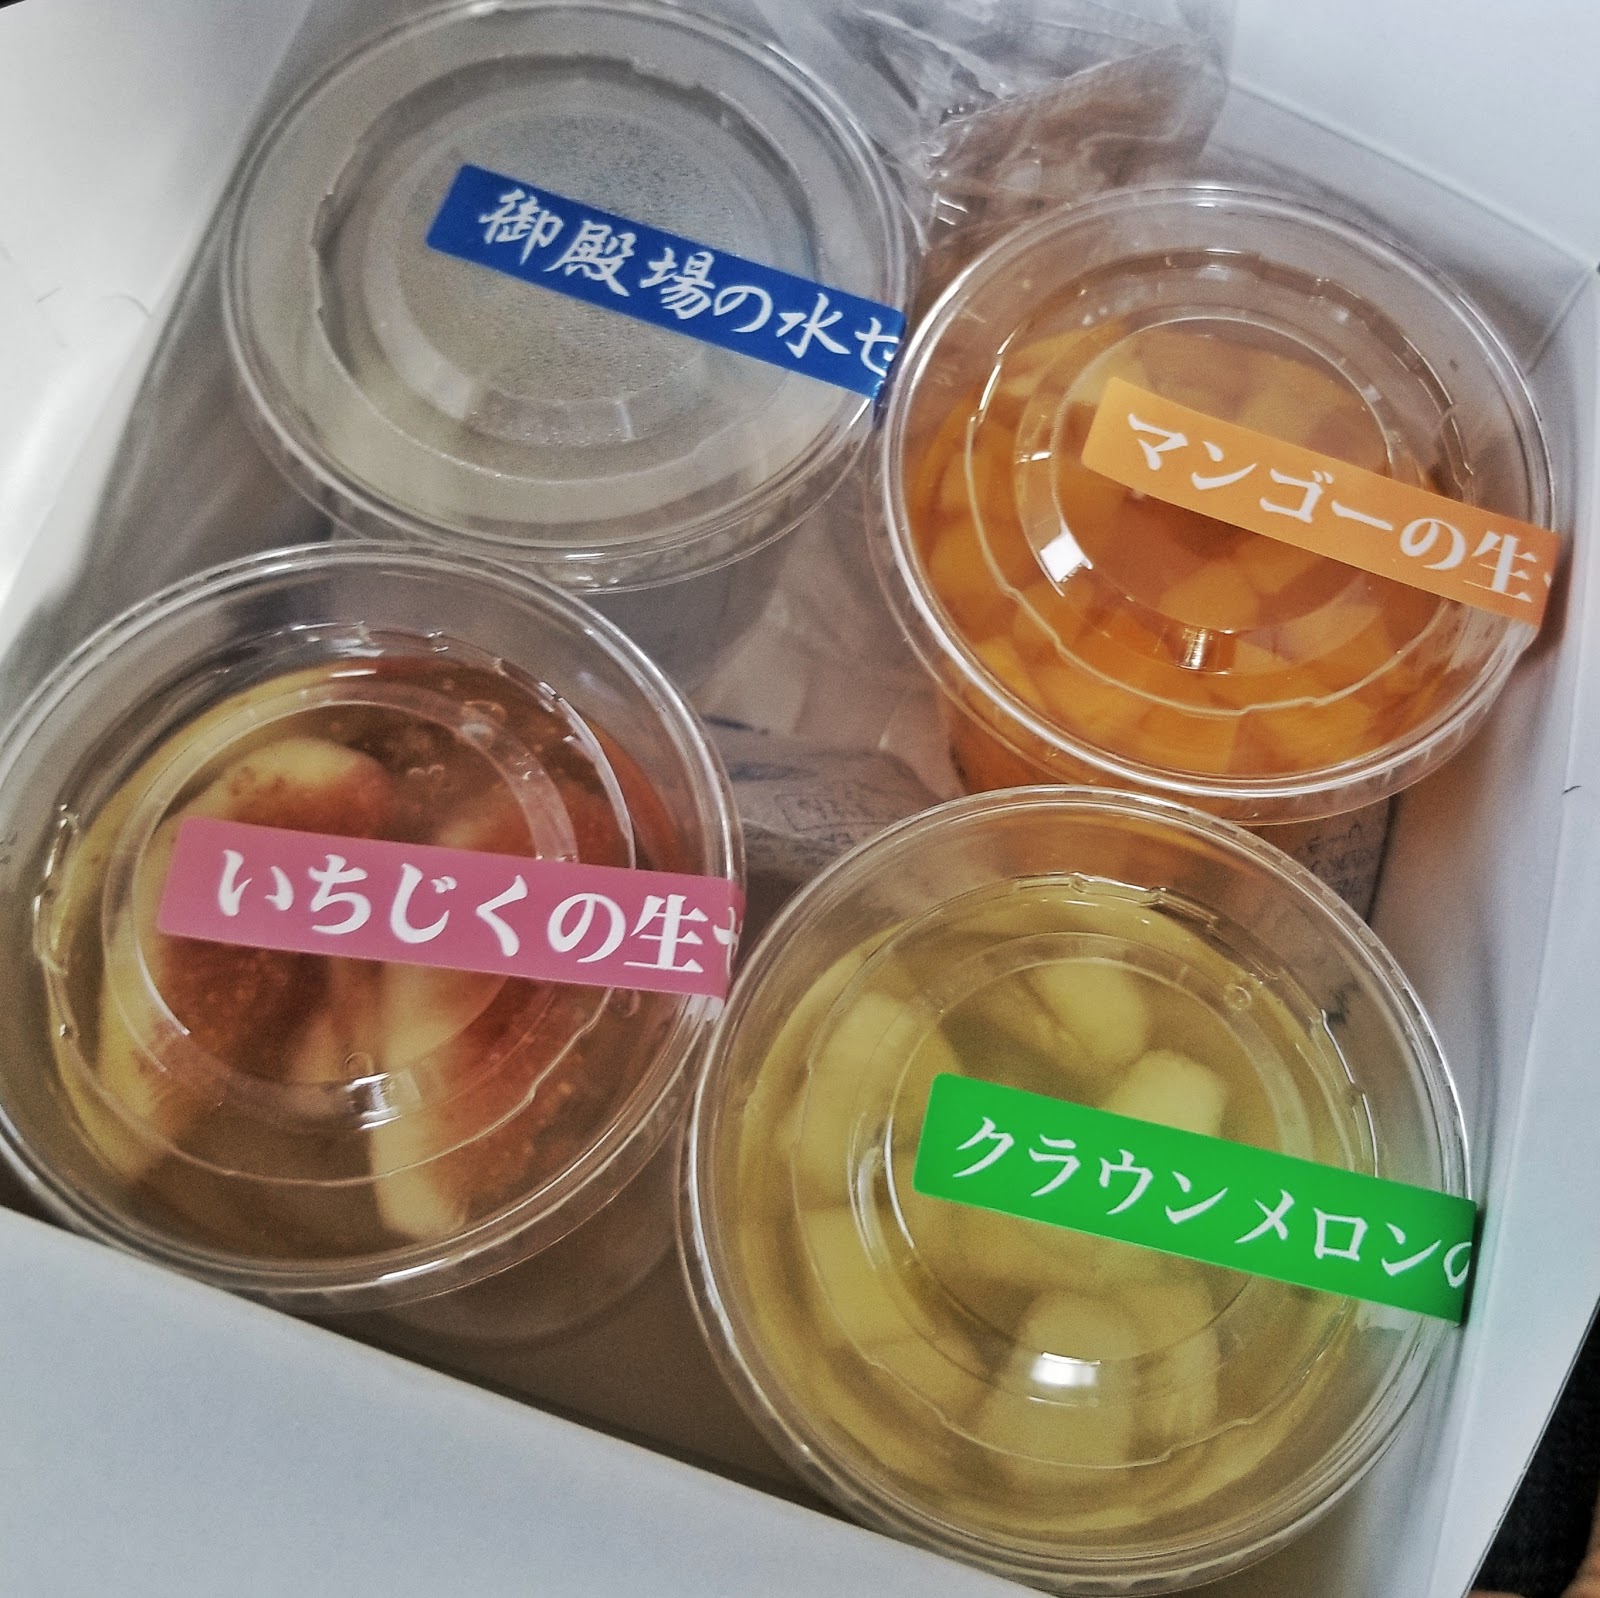 御殿場の水セ
マンゴーの生
いちじくの生
クラウンメロンの